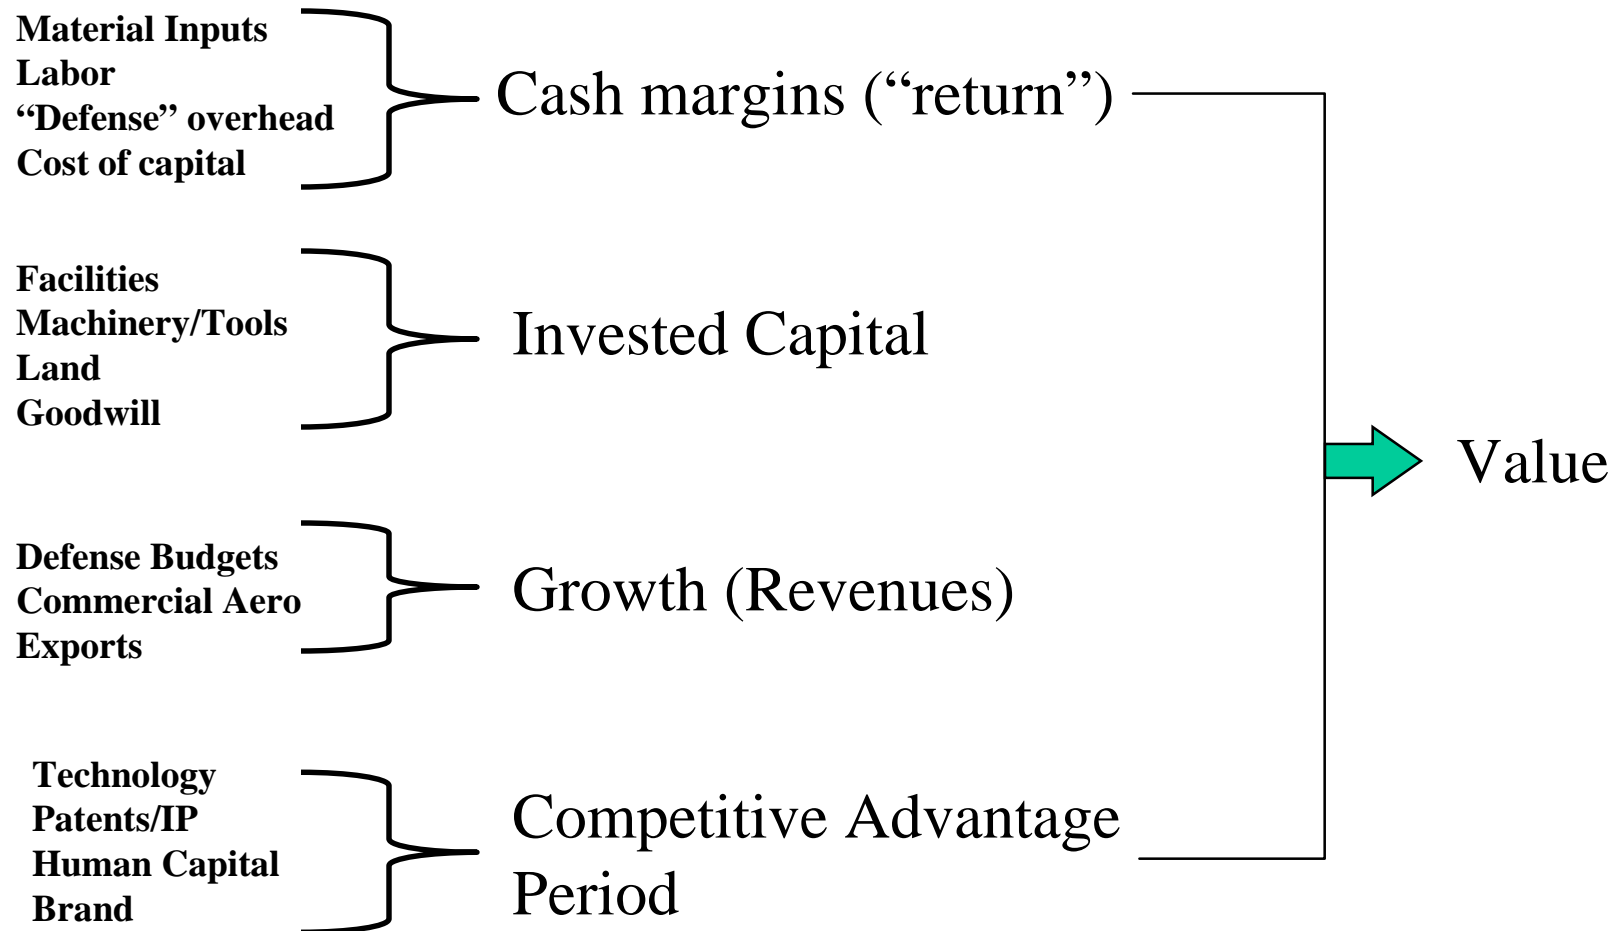 Material Inputs
Labor
“Defense” overhead
Cost of capital
Cash margins (“return”)
Facilities
Machinery/Tools
Land
Goodwill
Invested Capital
Value
Defense Budgets
Commercial Aero
Exports
Growth (Revenues)
Technology
Patents/IP
Human Capital
Brand
Competitive Advantage
Period